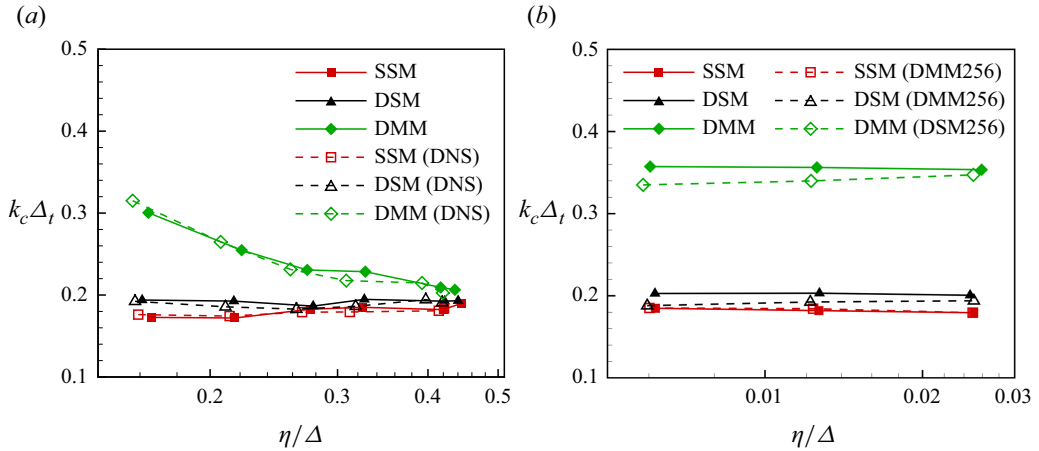 (a)
0.5
0.4
0.3
0.2
0.1
k_cΔ_t
SSM
DSM
DMM
SSM (DNS)
DSM (DNS)
DMM (DNS)
0.2
0.3
0.4
0.5
η/Δ
(b)
0.5
0.4
0.3
0.2
0.1
k_cΔ_t
SSM
DSM
DMM
SSM (DMM256)
DSM (DMM256)
DMM (DSM256)
0.01
0.02
0.03
η/Δ